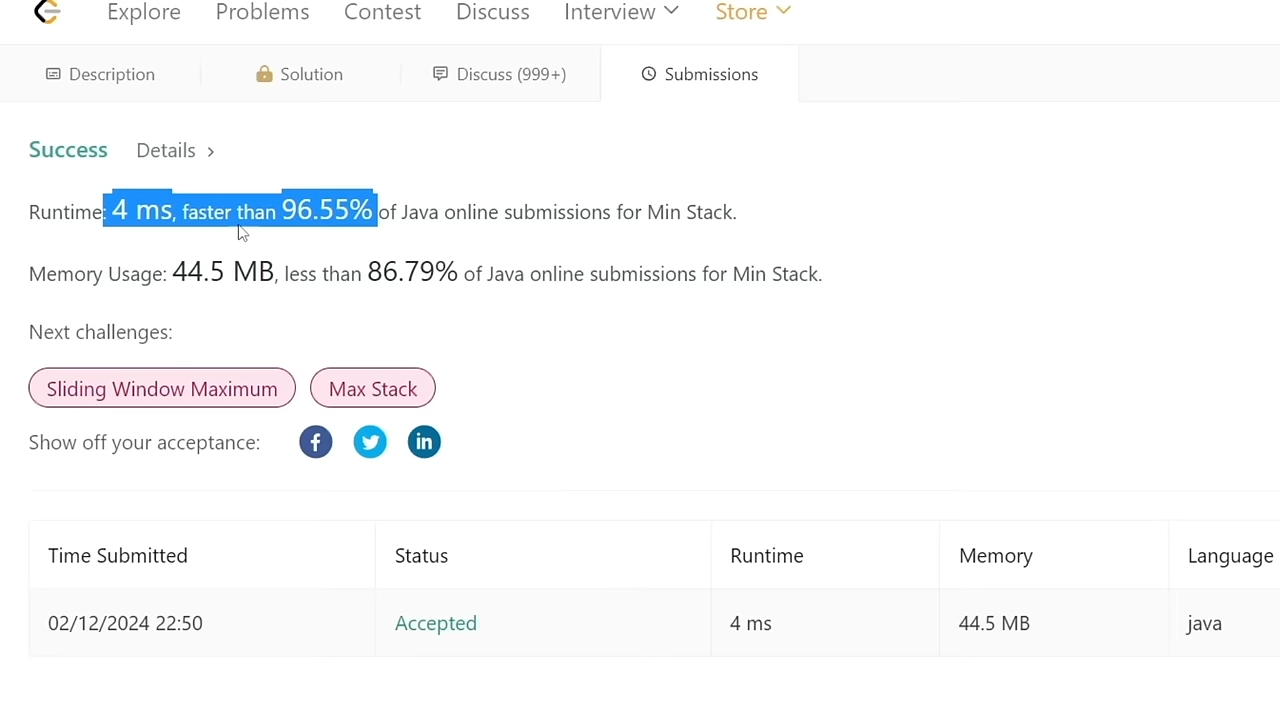 Explore Problems Contest Discuss Interview Store
Description Solution Discuss (999+) Submissions
Success Details >
Runtime: 4 ms, faster than 96.55% of Java online submissions for Min Stack.
Memory Usage: 44.5 MB, less than 86.79% of Java online submissions for Min Stack.
Next challenges:
Sliding Window Maximum Max Stack
Show off your acceptance:
Time Submitted Status Runtime Memory Language
02/12/2024 22:50 Accepted 4 ms 44.5 MB java